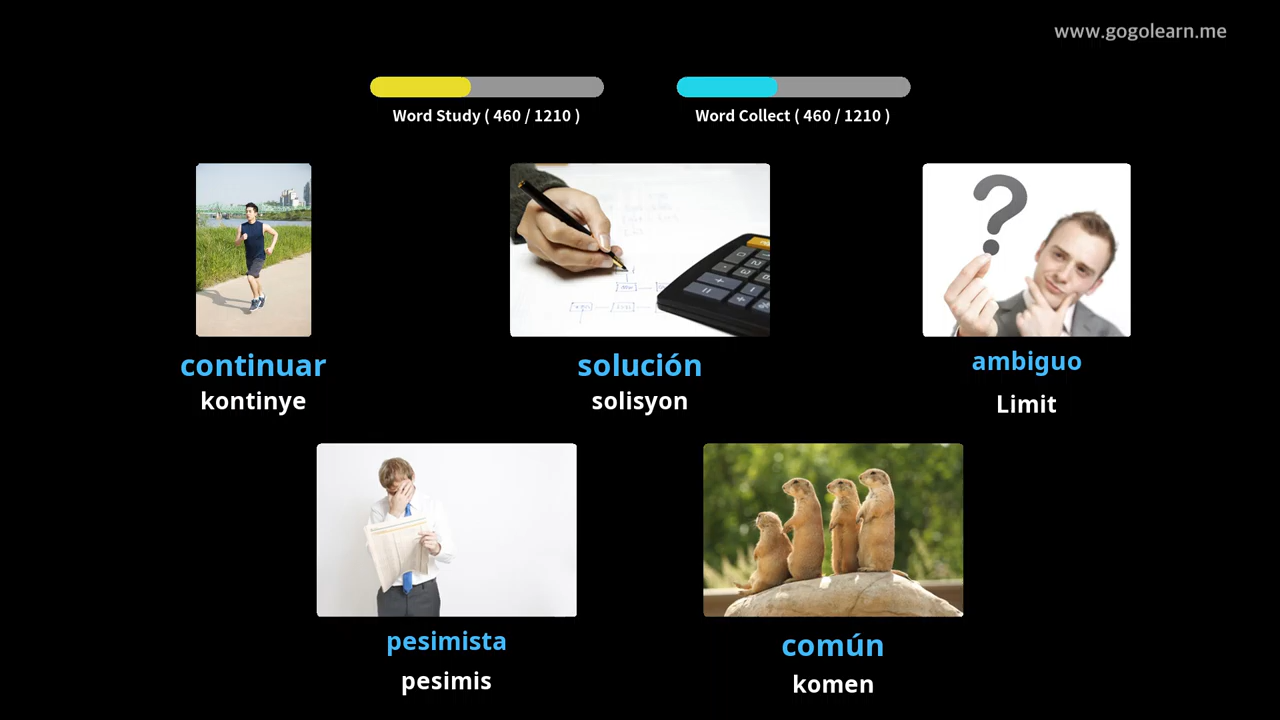 www.gogolearn.me
Word Study ( 460 / 1210 )
Word Collect ( 460 / 1210 )
continuar
kontinye
solución
solisyon
ambiguo
Limit
pesimista
pesimis
común
komen